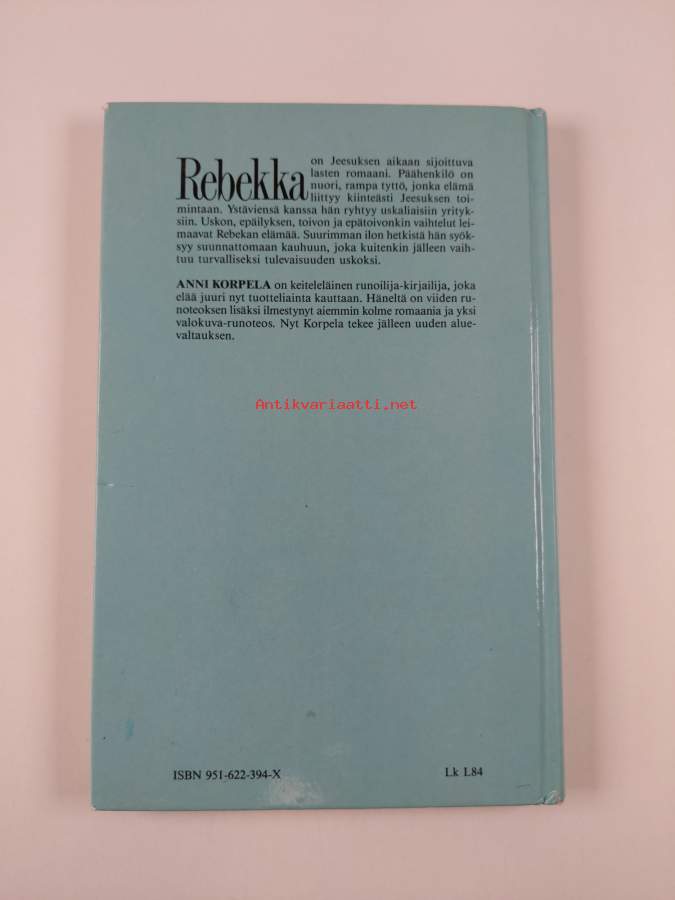 Rebekka on Jeesuksen aikaan sijoittuva
lasten romaani. Päähenkilö on
nuori, rampa tyttö, jonka elämä
liittyy kiinteästi Jeesuksen toi-
mintaan. Ystäviensä kanssa hän ryhtyy uskaliaisiin yrityk-
siin. Uskon, epäilyksen, toivon ja epätoivonkin vaihtelut lei-
maavat Rebekan elämää. Suurimman ilon hetkistä hän syök-
syy suunnattomaan kauhuun, joka kuitenkin jälleen vaih-
tuu turvalliseksi tulevaisuuden uskoksi.
ANNI KORPELA on keiteleläinen runoilija-kirjailija, joka
elää juuri nyt tuotteliainta kauttaan. Häneltä on viiden ru-
noteoksen lisäksi ilmestynyt aiemmin kolme romaania ja yksi
valokuva-runoteos. Nyt Korpela tekee jälleen uuden alue-
valtauksen.
Antikvariaatti.net
ISBN 951-622-394-X Lk L84